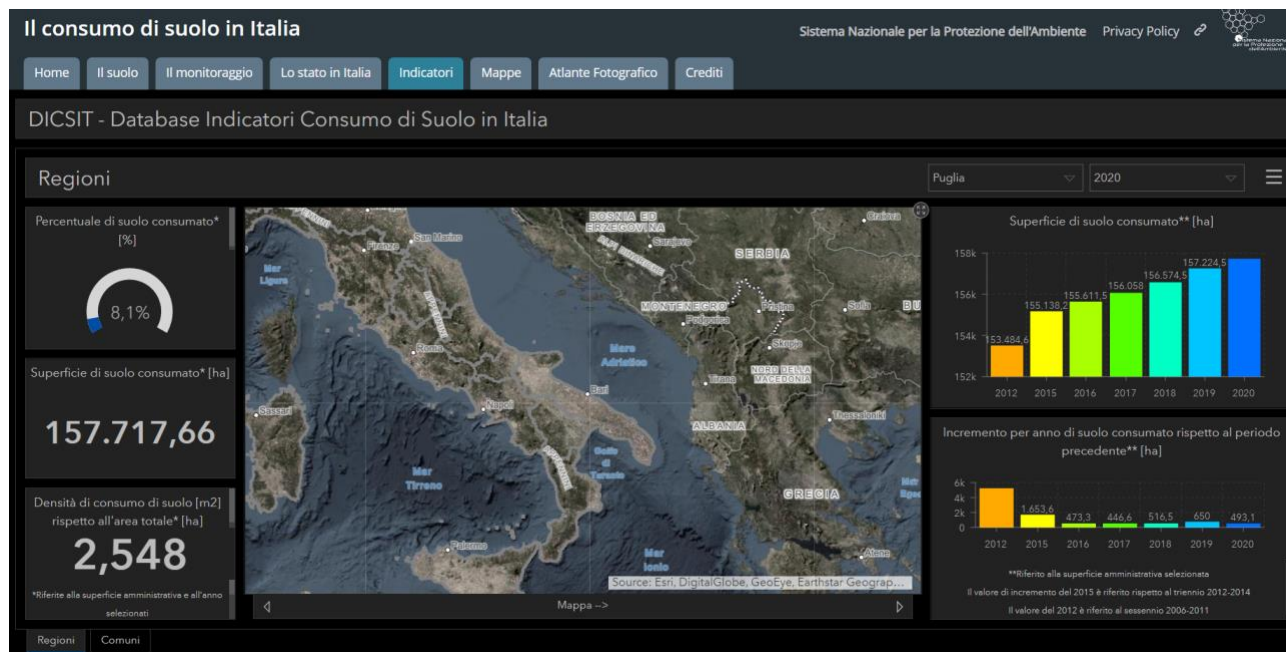 Il consumo di suolo in Italia
Sistema Nazionale per la Protezione dell'Ambiente Privacy Policy
Home Il suolo Il monitoraggio Lo stato in Italia Indicatori Mappe Atlante Fotografico Crediti
DICSIT - Database Indicatori Consumo di Suolo in Italia
Regioni
Puglia
2020
Percentuale di suolo consumato*
[%]
8,1%
Superficie di suolo consumato* [ha]
157.717,66
Densità di consumo di suolo [m2]
rispetto all'area totale* [ha]
2,548
*Riferite alla superficie amministrativa e all'anno
selezionati
BOSNIA ED
ERZEGOVINA
Craiova
San Marino
Firenze
Sarajevo
SERBIA
Mar
Ligure
MONTENEGRO
Podgorica
Pristina
Sofia
BU
Skopje
Roma
Mare
Adriatico
Tirana
NORD DELLA
MACEDONIA
Bari
Sassari
Napoli
ALBANIA
Thessaloniki
Golfo
di
Taranto
Mar
Tirreno
GRECIA
Mar
Palermo
Mar
Ionio
Atene
Source: Esri, DigitalGlobe, GeoEye, Earthstar Geograp...
Mappa -->
Superficie di suolo consumato** [ha]
158k
156k
154k
152k
153.484,6
155.138,2
155.611,5
156.058
156.574,5
157.224,5
2012 2015 2016 2017 2018 2019 2020
Incremento per anno di suolo consumato rispetto al periodo
precedente** [ha]
6k
4k
2k
0
1.653,6 473,3 446,6 516,5 650 493,1
2012 2015 2016 2017 2018 2019 2020
**Riferito alla superficie amministrativa selezionata
Il valore di incremento del 2015 è riferito rispetto al triennio 2012-2014
Il valore del 2012 è riferito al sessennio 2006-2011
Regioni Comuni